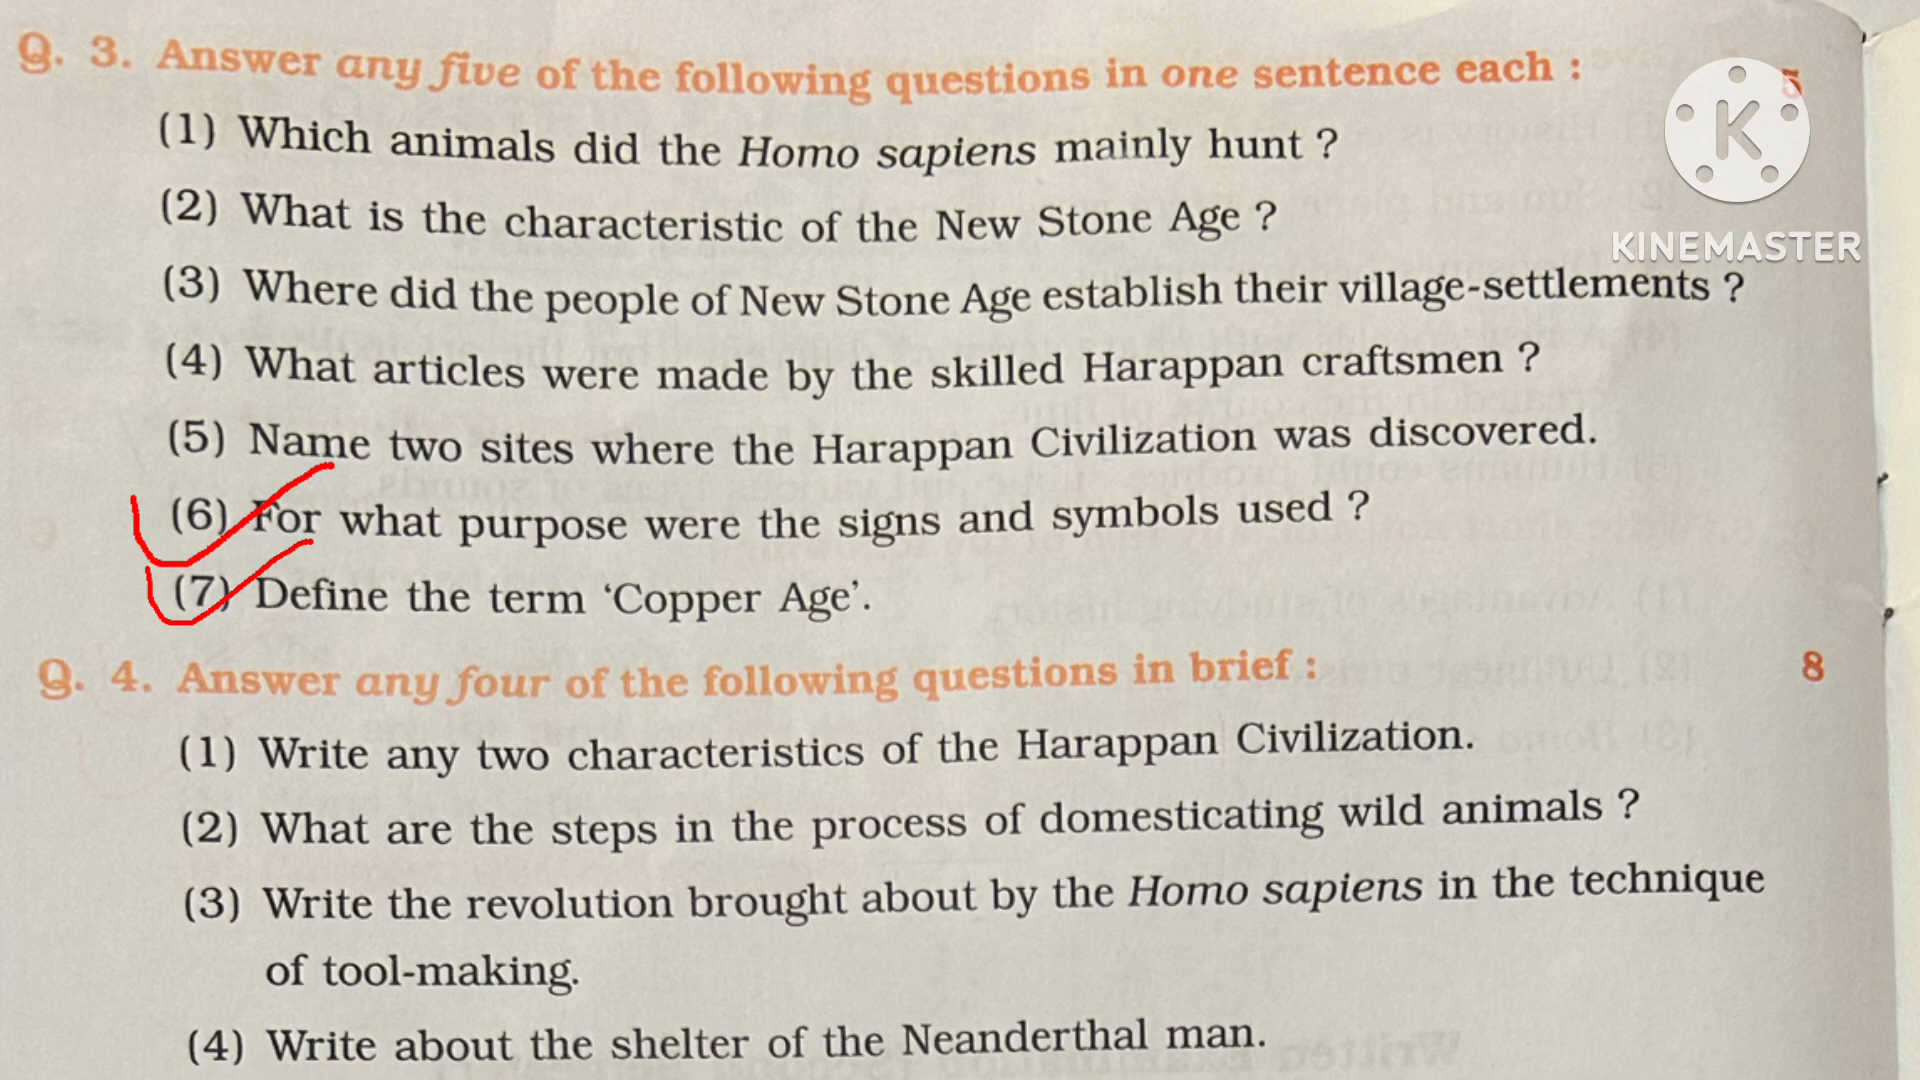 Q. 3. Answer any five of the following questions in one sentence each : 5
(1) Which animals did the Homo sapiens mainly hunt ?
K
(2) What is the characteristic of the New Stone Age ?
KINEMASTER
(3) Where did the people of New Stone Age establish their village-settlements ?
(4) What articles were made by the skilled Harappan craftsmen ?
(5) Name two sites where the Harappan Civilization was discovered.
(6) For what purpose were the signs and symbols used ?
(7) Define the term ‘Copper Age’.
Q. 4. Answer any four of the following questions in brief : 8
(1) Write any two characteristics of the Harappan Civilization.
(2) What are the steps in the process of domesticating wild animals ?
(3) Write the revolution brought about by the Homo sapiens in the technique
of tool-making.
(4) Write about the shelter of the Neanderthal man.